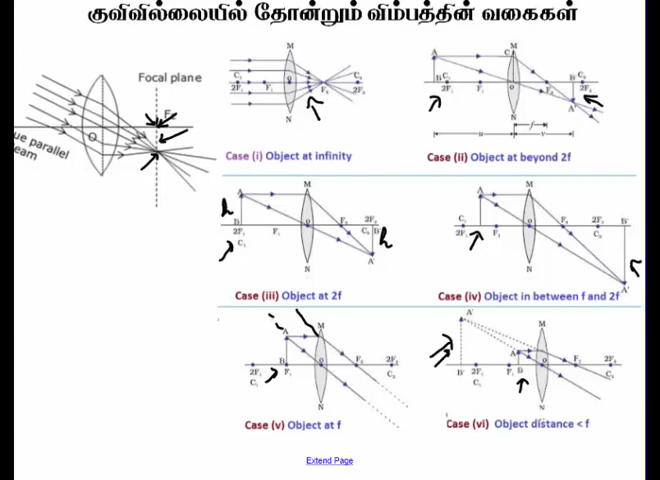 குவிவில்லையில் தோன்றும் விம்பத்தின் வகைகள்
Focal plane
F
O
ue parallel
eam
M
C₂
2F₁ F₁ O F₂ 2F₂
N
Case (i) Object at infinity
A M
C
B C₁ C₂
2F₁ F₁ O F₂ B' 2F₂
A'
N
f
u v
Case (ii) Object at beyond 2f
A M
h
B O F₂ 2F₂
2F₁ F₁ C₂ B' h
C₁
A'
N
Case (iii) Object at 2f
A M
C₁ F₂ 2F₂ B'
2F₁ B F₁ O C₂
N
A'
Case (iv) Object in between f and 2f
A M
B O F₂ 2F₂
2F₁ F₁ C₂
C₁
N
Case (v) Object at f
A'
M
A
B' 2F₁ F₁ B O F₂ 2F₂
C₁ C₂
N
Case (vi) Object distance < f
Extend Page